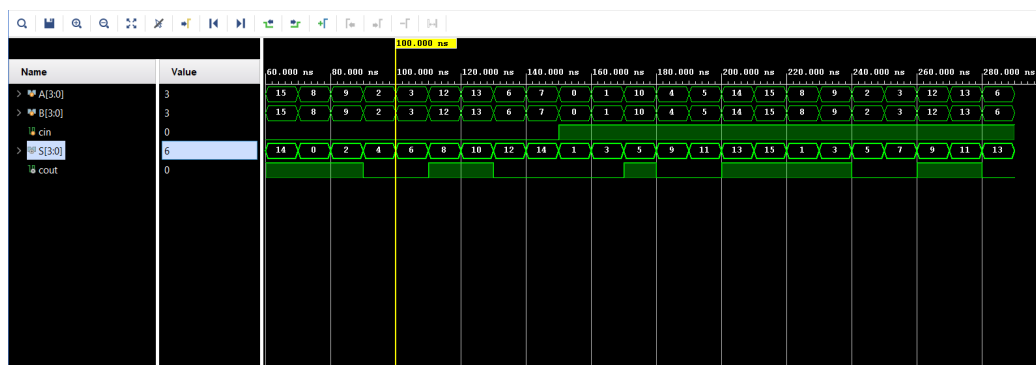 100.000 ns
Name Value
60.000 ns 80.000 ns 100.000 ns 120.000 ns 140.000 ns 160.000 ns 180.000 ns 200.000 ns 220.000 ns 240.000 ns 260.000 ns 280.000 ns
A[3:0] 3 15 8 9 2 3 12 13 6 7 0 1 10 4 5 14 15 8 9 2 3 12 13 6
B[3:0] 3 15 8 9 2 3 12 13 6 7 0 1 10 4 5 14 15 8 9 2 3 12 13 6
cin 0
S[3:0] 6 14 0 2 4 6 8 10 12 14 1 3 5 9 11 13 15 1 3 5 7 9 11 13
cout 0